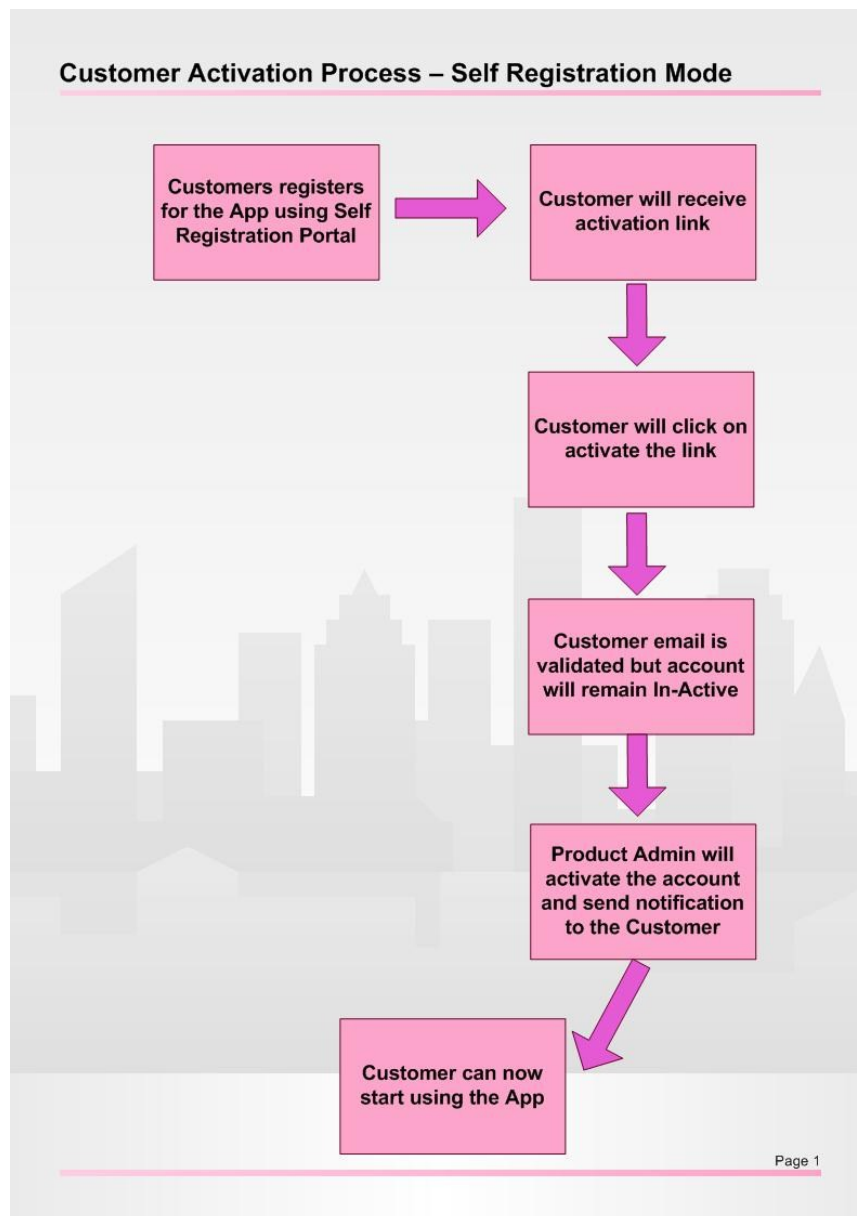 Customer Activation Process – Self Registration Mode
Customers registers
for the App using Self
Registration Portal
Customer will receive
activation link
Customer will click on
activate the link
Customer email is
validated but account
will remain In-Active
Product Admin will
activate the account
and send notification
to the Customer
Customer can now
start using the App
Page 1